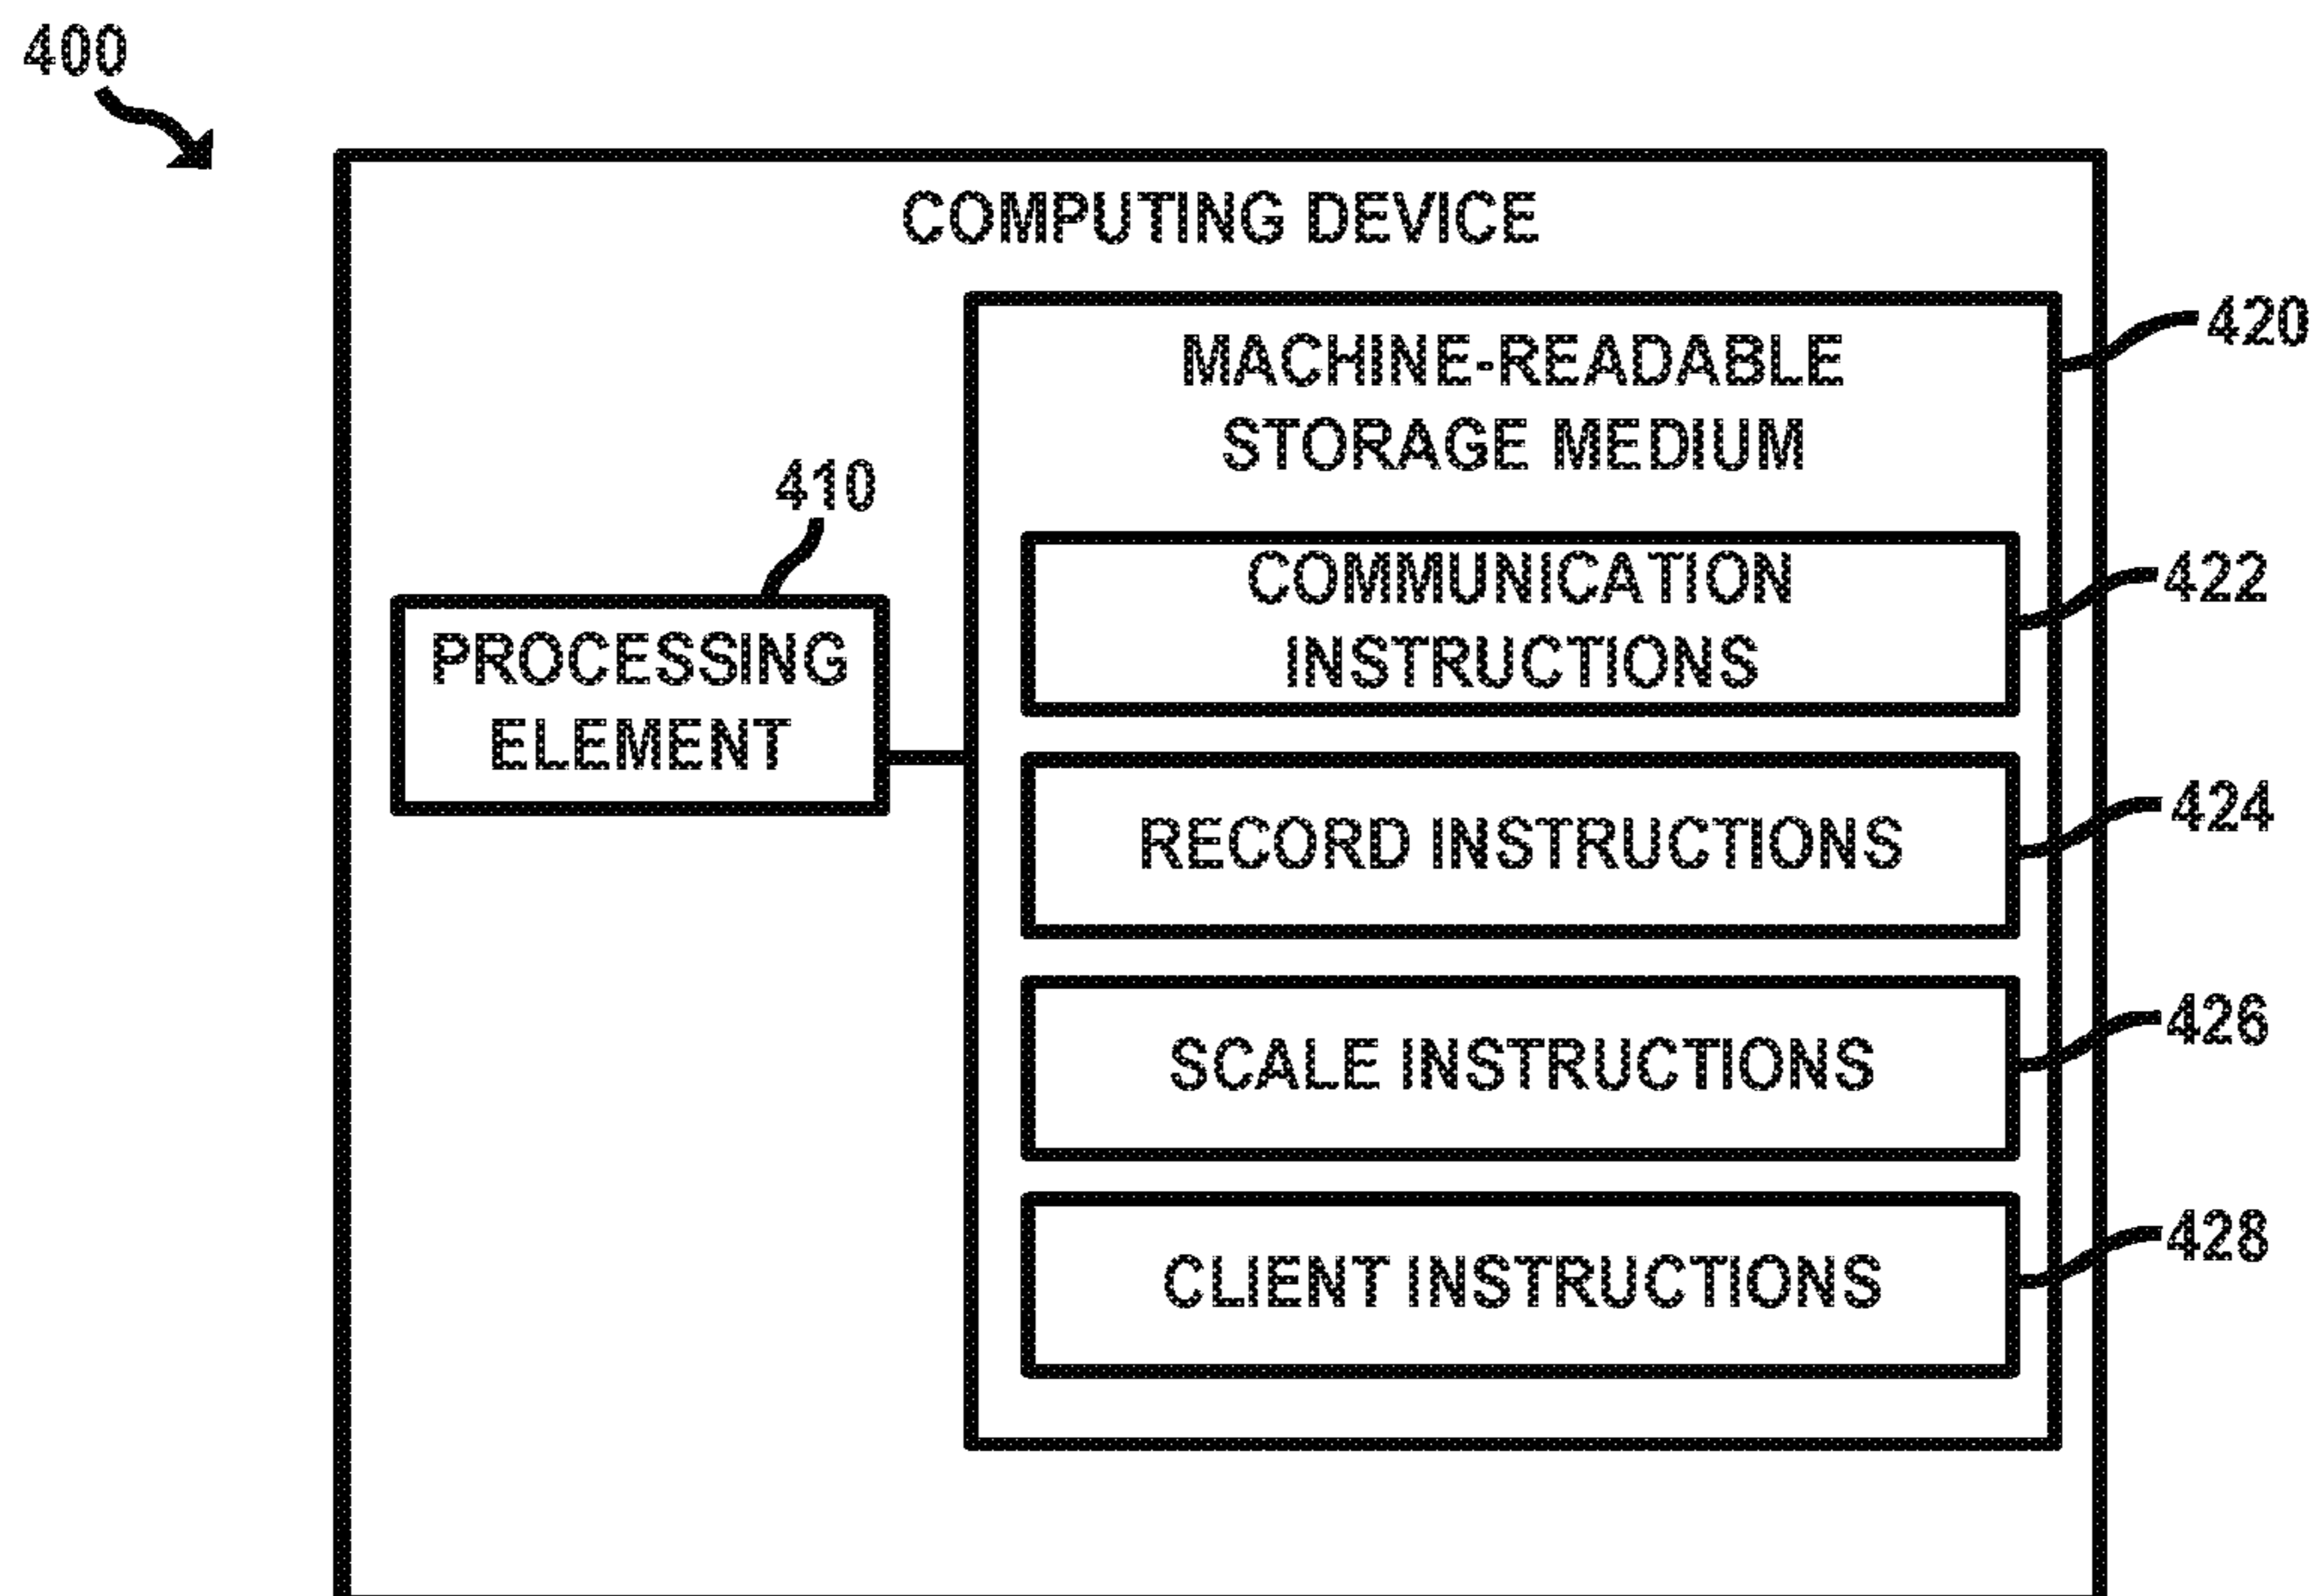 400
COMPUTING DEVICE
420
MACHINE-READABLE
STORAGE MEDIUM
410
422
COMMUNICATION
INSTRUCTIONS
PROCESSING
ELEMENT
424
RECORD INSTRUCTIONS
426
SCALE INSTRUCTIONS
428
CLIENT INSTRUCTIONS